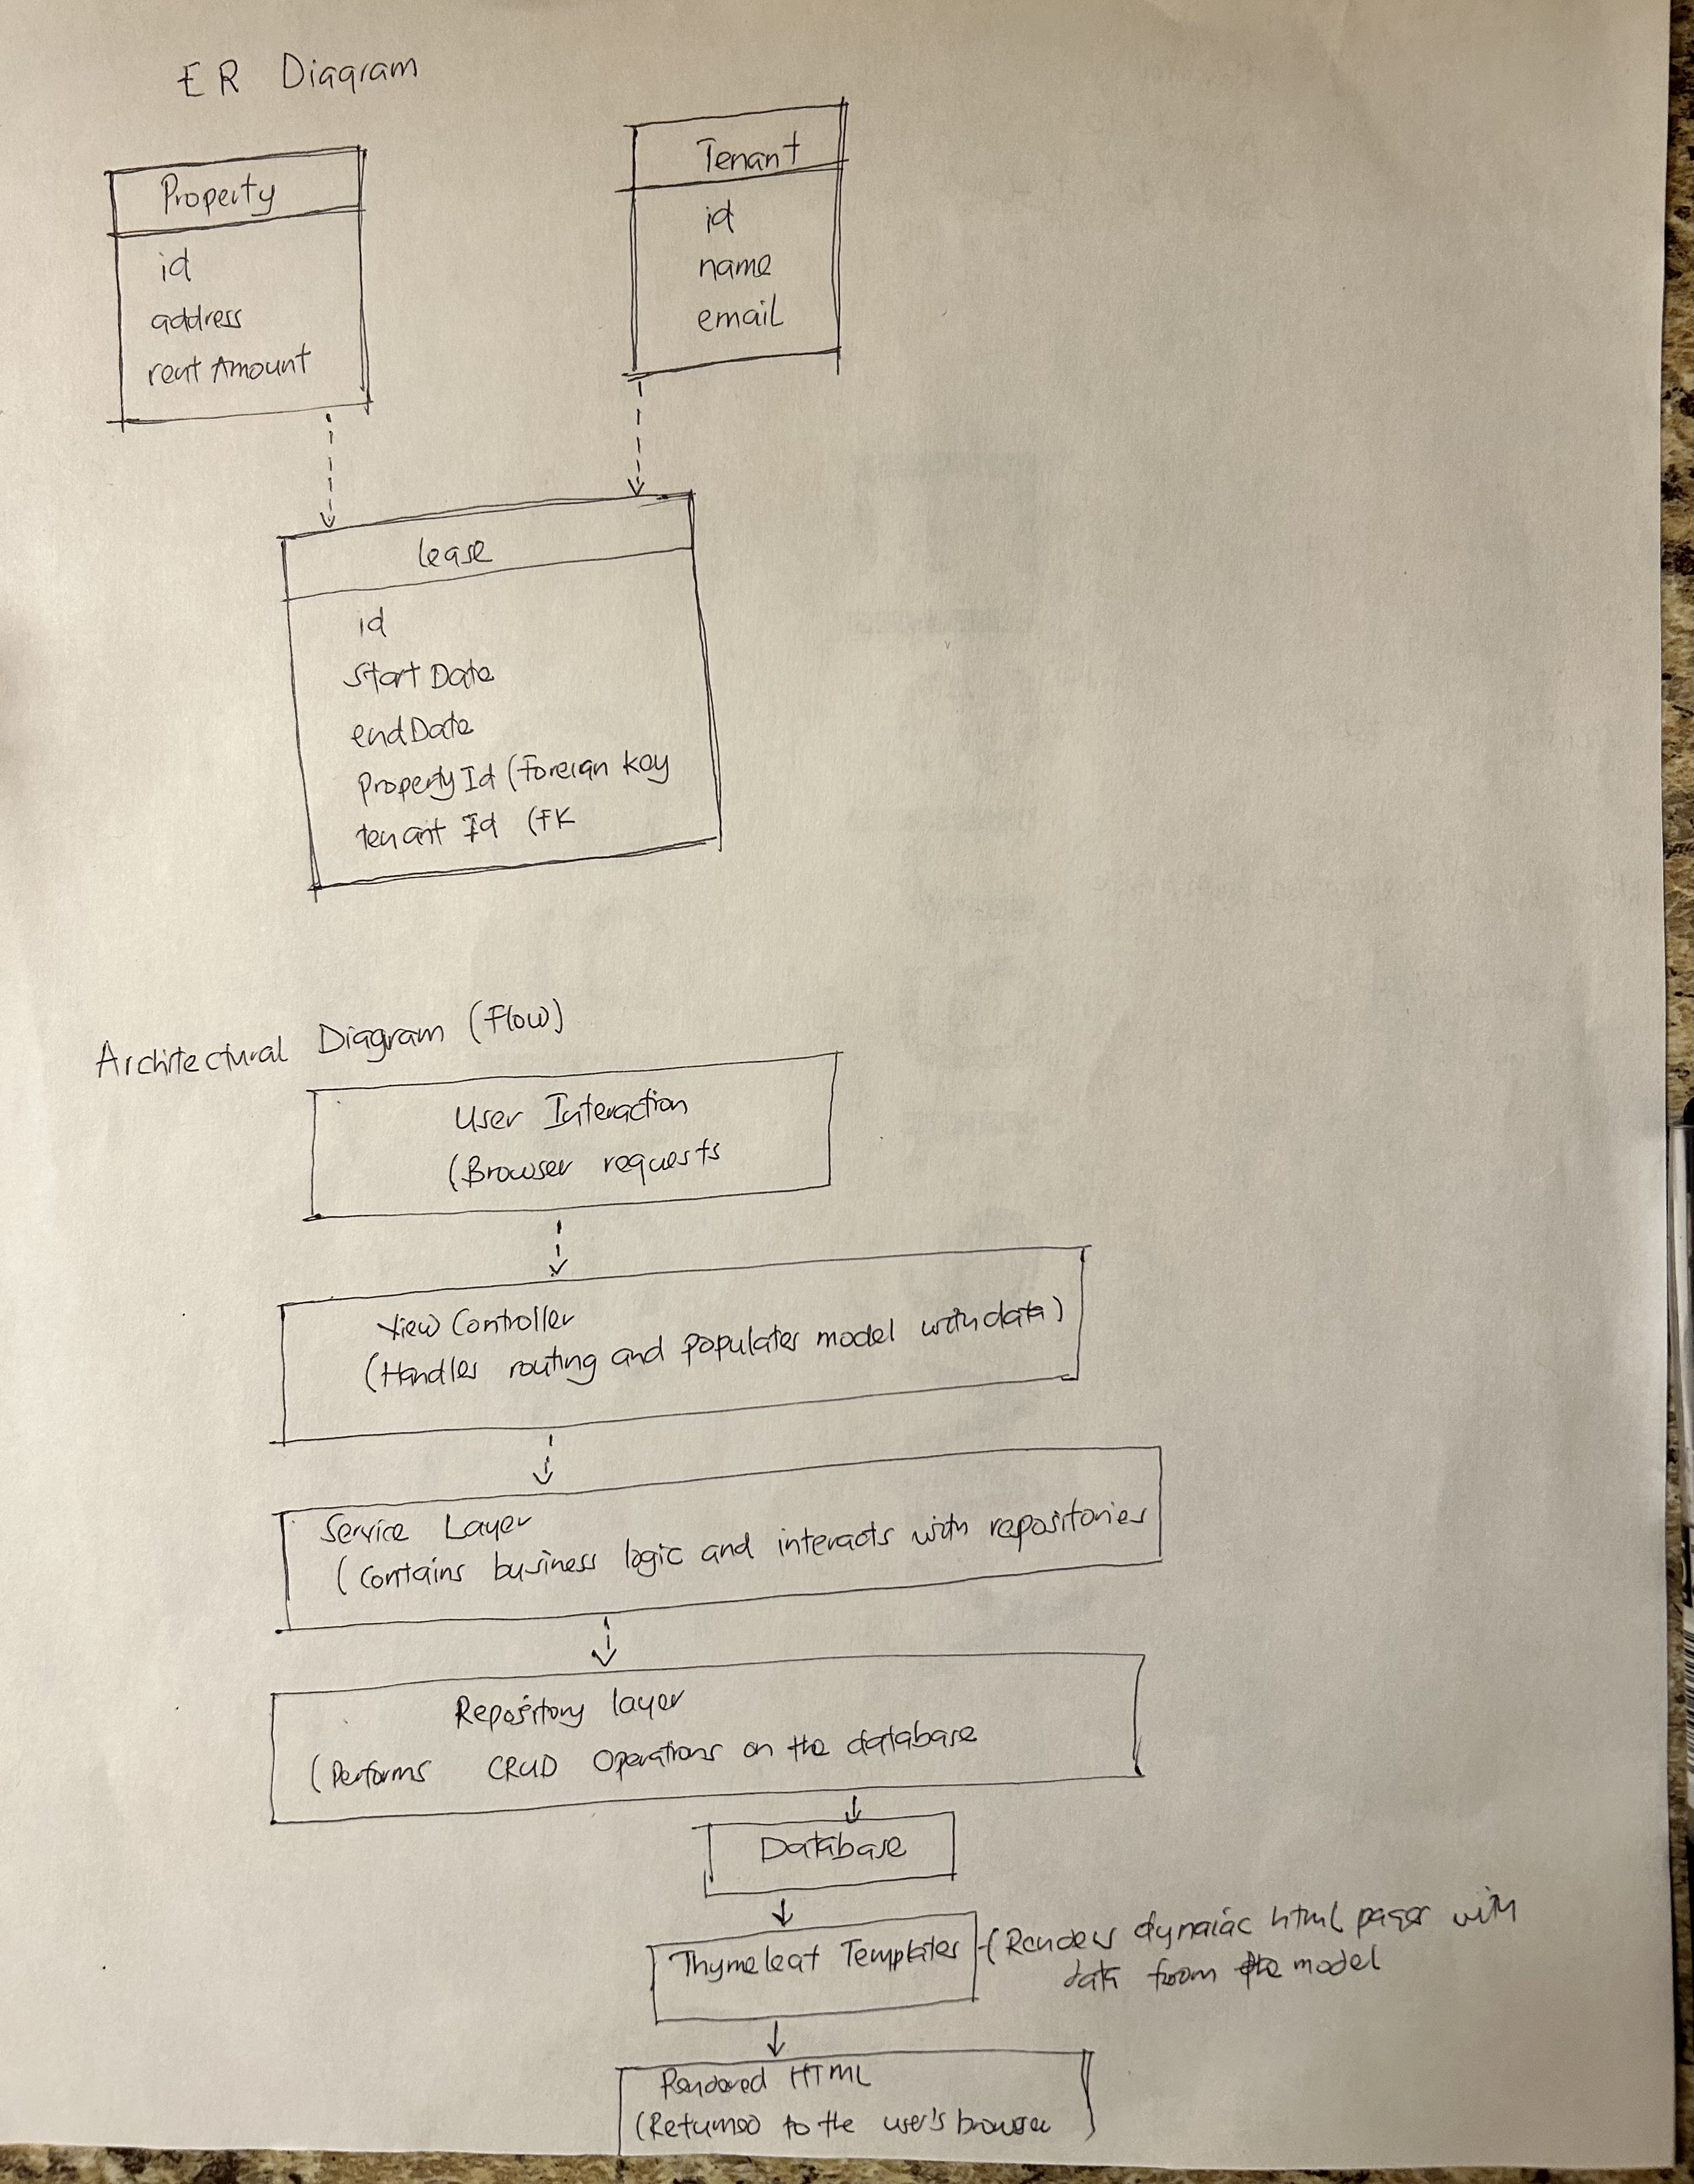 ER Diagram
Property
id
address
rent Amount
Tenant
id
name
email
lease
id
Start Date
endDate
Property Id (Foreign key
tenant Id (FK
Architectural Diagram (Flow)
User Interaction
(Browser requests
View Controller
(Handles routing and populates model with data)
Service Layer
(contains business logic and interacts with repositories
Repository layer
(Performs CRUD Operations on the database
Database
Thymeleaf Templates
(Renders dynaiac html pages with
data from the model
Rendered HTML
(Returned to the user's browser